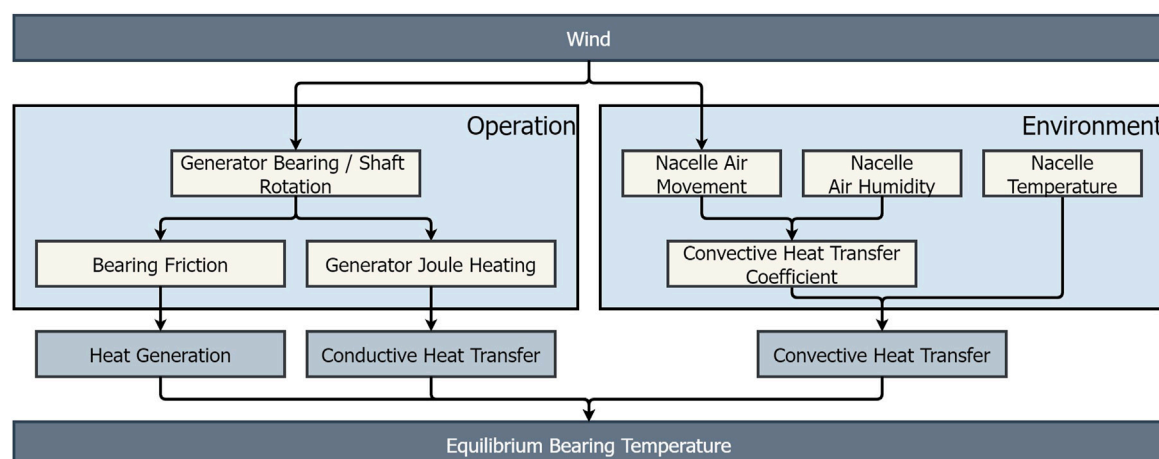 Wind
Operation
Environment
Generator Bearing / Shaft
Rotation
Nacelle Air
Movement
Nacelle
Air Humidity
Nacelle
Temperature
Bearing Friction
Generator Joule Heating
Convective Heat Transfer
Coefficient
Heat Generation
Conductive Heat Transfer
Convective Heat Transfer
Equilibrium Bearing Temperature